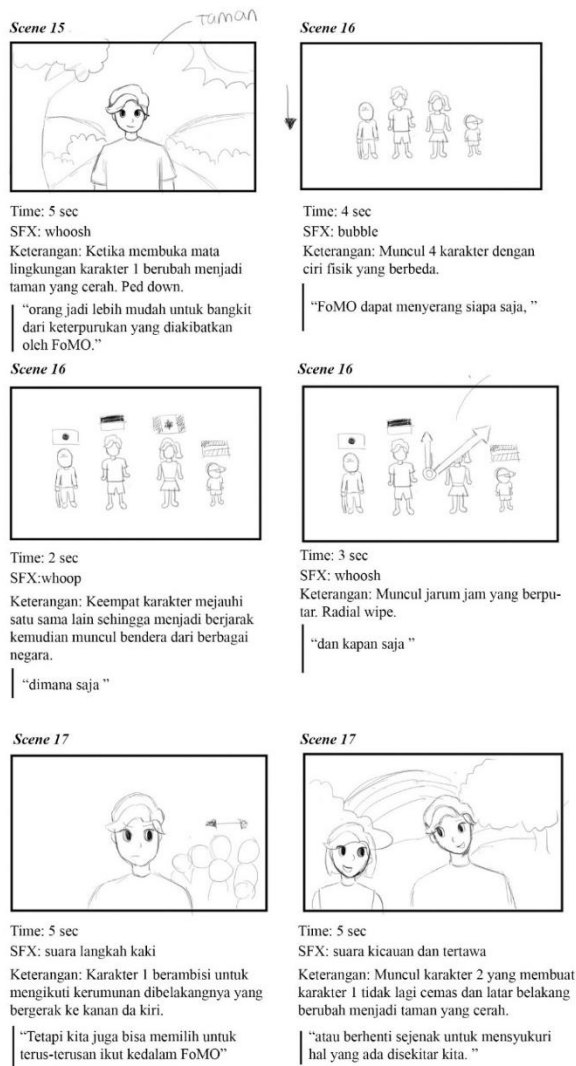 Scene 15
taman
Time: 5 sec
SFX: whoosh
Keterangan: Ketika membuka mata
lingkungan karakter 1 berubah menjadi
taman yang cerah. Ped down.
“orang jadi lebih mudah untuk bangkit
dari keterpurukan yang diakibatkan
oleh FoMO.”
Scene 16
Time: 4 sec
SFX: bubble
Keterangan: Muncul 4 karakter dengan
ciri fisik yang berbeda.
“FoMO dapat menyerang siapa saja, ”
Scene 16
Time: 2 sec
SFX:whoop
Keterangan: Keempat karakter mejauhi
satu sama lain sehingga menjadi berjarak
kemudian muncul bendera dari berbagai
negara.
“dimana saja ”
Scene 16
Time: 3 sec
SFX: whoosh
Keterangan: Muncul jarum jam yang berpu-
tar. Radial wipe.
“dan kapan saja ”
Scene 17
Time: 5 sec
SFX: suara langkah kaki
Keterangan: Karakter 1 berambisi untuk
mengikuti kerumunan dibelakangnya yang
bergerak ke kanan da kiri.
“Tetapi kita juga bisa memilih untuk
terus-terusan ikut kedalam FoMO”
Scene 17
Time: 5 sec
SFX: suara kicauan dan tertawa
Keterangan: Muncul karakter 2 yang membuat
karakter 1 tidak lagi cemas dan latar belakang
berubah menjadi taman yang cerah.
“atau berhenti sejenak untuk mensyukuri
hal yang ada disekitar kita. ”